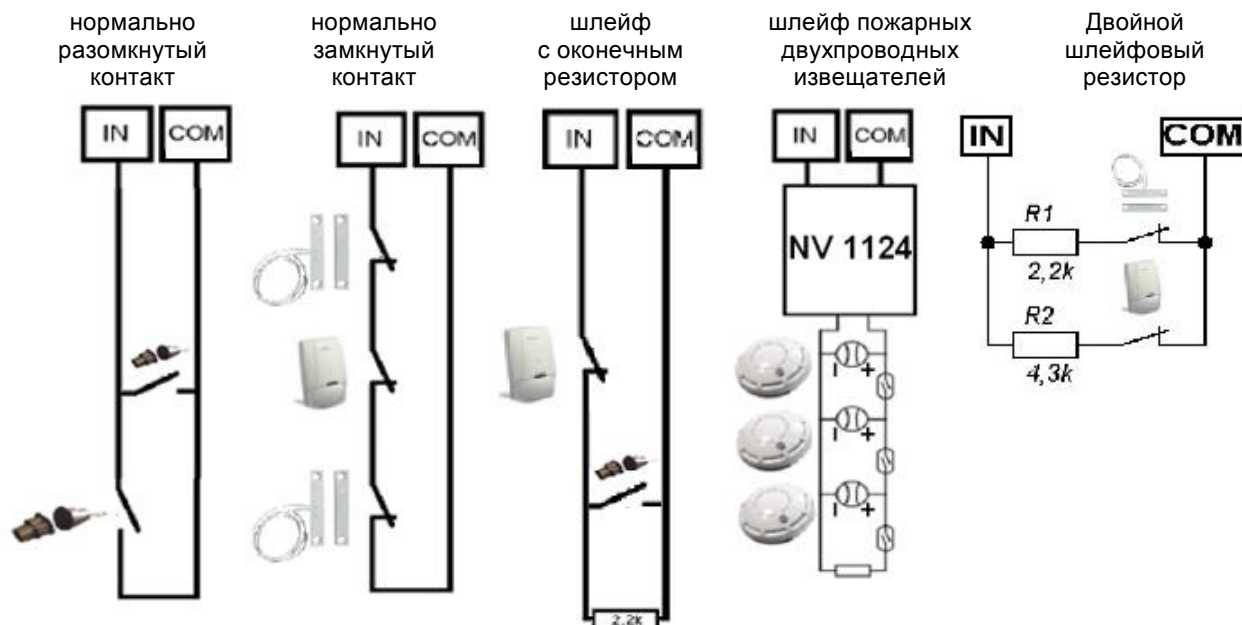 нормально
разомкнутый
контакт
нормально
замкнутый
контакт
шлейф
с оконечным
резистором
шлейф пожарных
двухпроводных
извещателей
Двойной
шлейфовый
резистор
IN COM
IN COM
IN COM
IN COM
IN COM
NV 1124
R1
2,2k
R2
4,3k
- +
- +
- +
2.2k